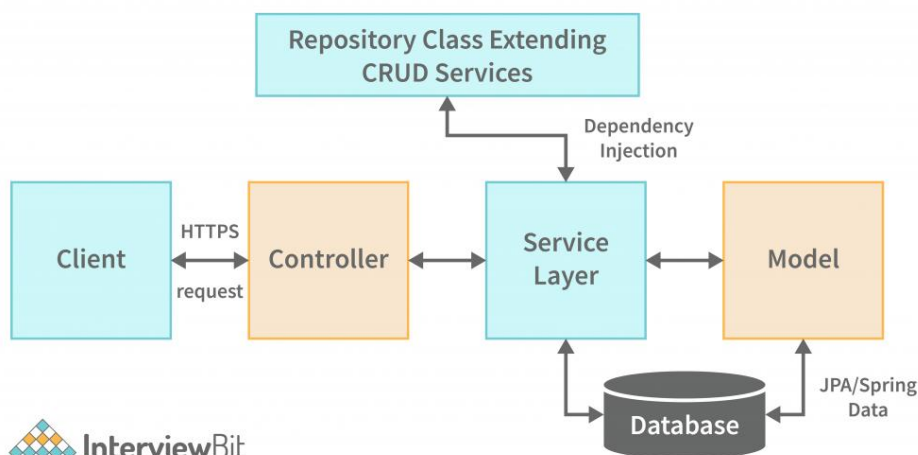 Repository Class Extending
CRUD Services
Dependency
Injection
Client
HTTPS
request
Controller
Service
Layer
Model
JPA/Spring
Data
Database
InterviewBit